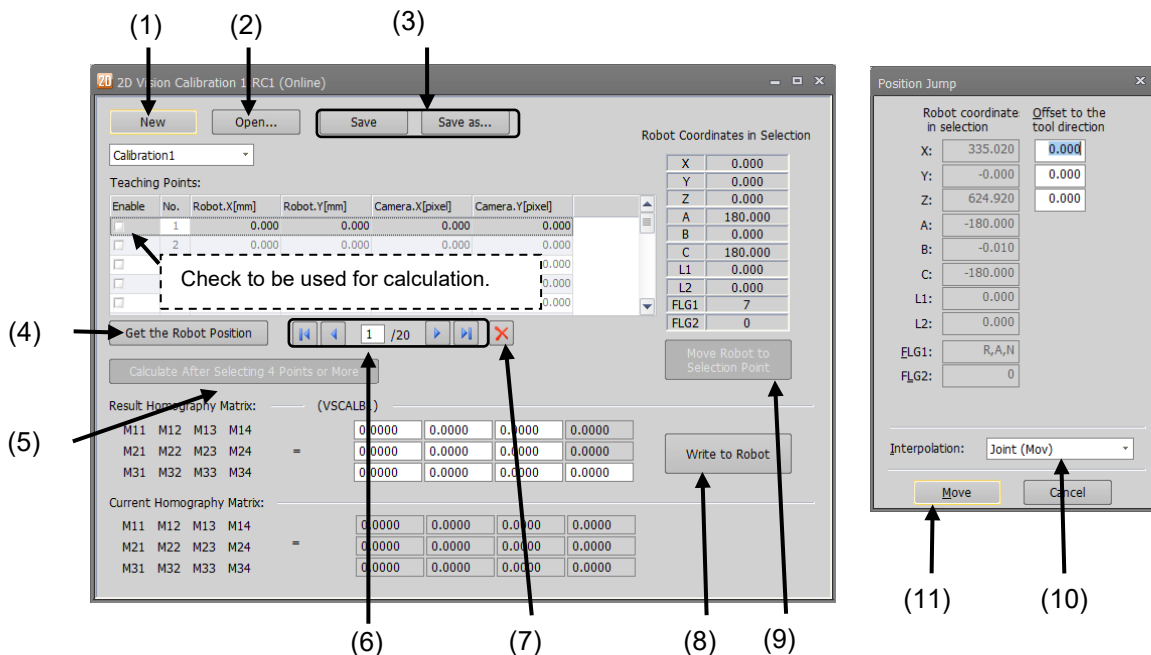 (1)
(2)
(3)
2D 2D Vision Calibration 1 RC1 (Online)
New Open... Save Save as...
Calibration1
Teaching Points:
Enable No. Robot.X[mm] Robot.Y[mm] Camera.X[pixel] Camera.Y[pixel]
1 0.000 0.000 0.000 0.000
2 0.000 0.000 0.000 0.000
0.000
0.000
0.000
Check to be used for calculation.
Robot Coordinates in Selection
X 0.000
Y 0.000
Z 0.000
A 180.000
B 0.000
C 180.000
L1 0.000
L2 0.000
FLG1 7
FLG2 0
(4)
Get the Robot Position 1 /20
Move Robot to
Selection Point
Calculate After Selecting 4 Points or More
(5)
Result Homography Matrix: (VSCALB1)
M11 M12 M13 M14 0.0000 0.0000 0.0000 0.0000
M21 M22 M23 M24 = 0.0000 0.0000 0.0000 0.0000
M31 M32 M33 M34 0.0000 0.0000 0.0000 0.0000
Write to Robot
Current Homography Matrix:
M11 M12 M13 M14 0.0000 0.0000 0.0000 0.0000
M21 M22 M23 M24 = 0.0000 0.0000 0.0000 0.0000
M31 M32 M33 M34 0.0000 0.0000 0.0000 0.0000
(6)
(7)
(8)
(9)
Position Jump
Robot coordinate
in selection
Offset to the
tool direction
X: 335.020 0.000
Y: -0.000 0.000
Z: 624.920 0.000
A: -180.000
B: -0.010
C: -180.000
L1: 0.000
L2: 0.000
FLG1: R,A,N
FLG2: 0
Interpolation: Joint (Mov)
Move Cancel
(11)
(10)